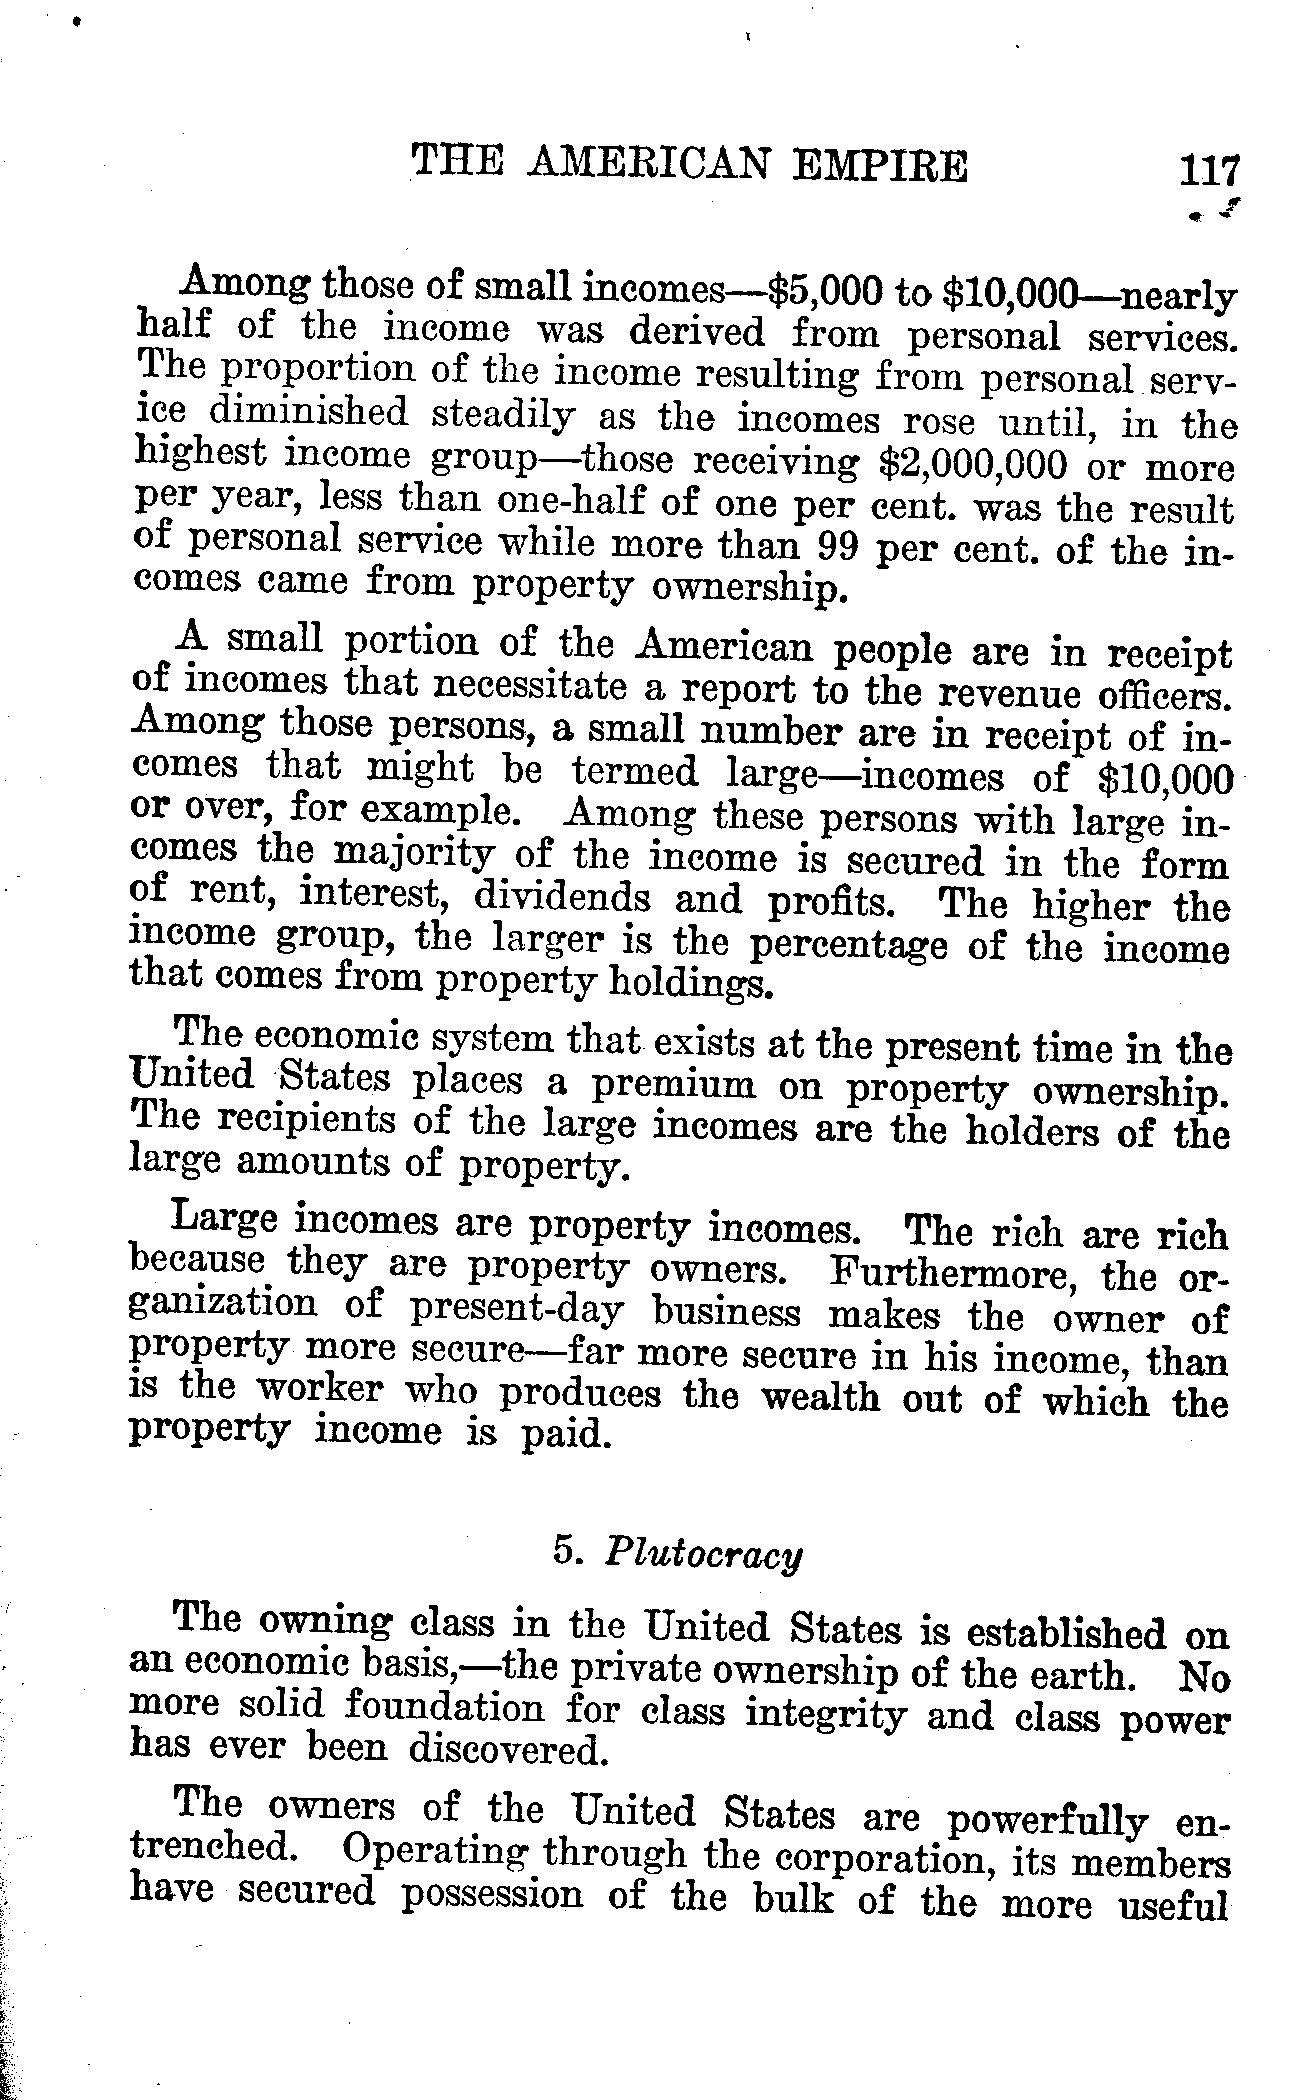 THE AMERICAN EMPIRE 117
Among those of small incomes—$5,000 to $10,000—nearly
half of the income was derived from personal services.
The proportion of the income resulting from personal serv-
ice diminished steadily as the incomes rose until, in the
highest income group—those receiving $2,000,000 or more
per year, less than one-half of one per cent. was the result
of personal service while more than 99 per cent. of the in-
comes came from property ownership.
A small portion of the American people are in receipt
of incomes that necessitate a report to the revenue officers.
Among those persons, a small number are in receipt of in-
comes that might be termed large—incomes of $10,000
or over, for example. Among these persons with large in-
comes the majority of the income is secured in the form
of rent, interest, dividends and profits. The higher the
income group, the larger is the percentage of the income
that comes from property holdings.
The economic system that exists at the present time in the
United States places a premium on property ownership.
The recipients of the large incomes are the holders of the
large amounts of property.
Large incomes are property incomes. The rich are rich
because they are property owners. Furthermore, the or-
ganization of present-day business makes the owner of
property more secure—far more secure in his income, than
is the worker who produces the wealth out of which the
property income is paid.
5. Plutocracy
The owning class in the United States is established on
an economic basis,—the private ownership of the earth. No
more solid foundation for class integrity and class power
has ever been discovered.
The owners of the United States are powerfully en-
trenched. Operating through the corporation, its members
have secured possession of the bulk of the more useful